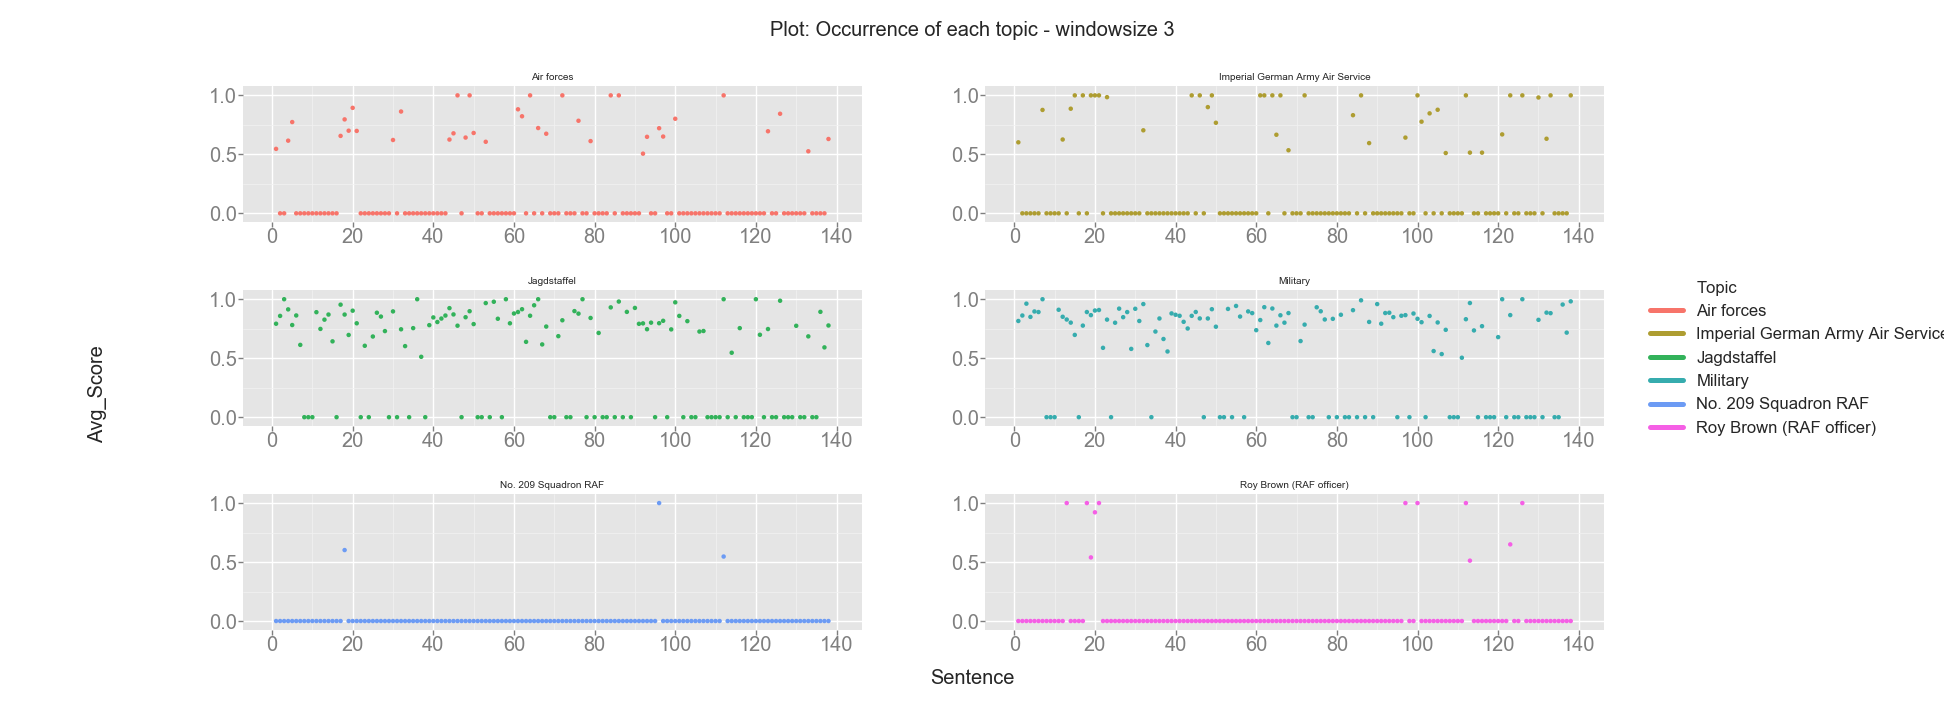 Plot: Occurrence of each topic - windowsize 3
Air forces
1.0
0.5
0.0
0 20 40 60 80 100 120 140
Imperial German Army Air Service
1.0
0.5
0.0
0 20 40 60 80 100 120 140
Jagdstaffel
1.0
0.5
0.0
0 20 40 60 80 100 120 140
Military
1.0
0.5
0.0
0 20 40 60 80 100 120 140
No. 209 Squadron RAF
1.0
0.5
0.0
0 20 40 60 80 100 120 140
Roy Brown (RAF officer)
1.0
0.5
0.0
0 20 40 60 80 100 120 140
Avg_Score
Sentence
Topic
Air forces
Imperial German Army Air Service
Jagdstaffel
Military
No. 209 Squadron RAF
Roy Brown (RAF officer)